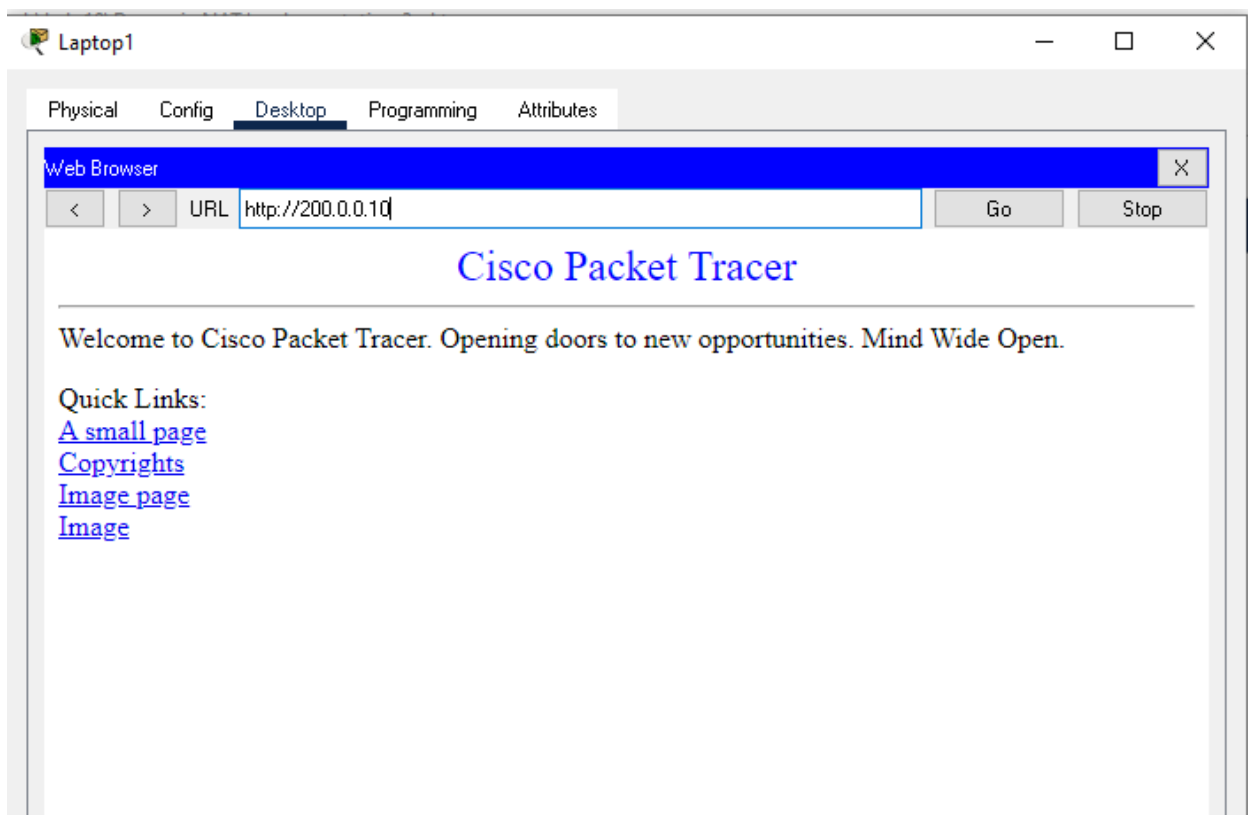 Laptop1
Physical Config Desktop Programming Attributes
Web Browser X
< > URL http://200.0.0.10 Go Stop
Cisco Packet Tracer
Welcome to Cisco Packet Tracer. Opening doors to new opportunities. Mind Wide Open.
Quick Links:
A small page
Copyrights
Image page
Image